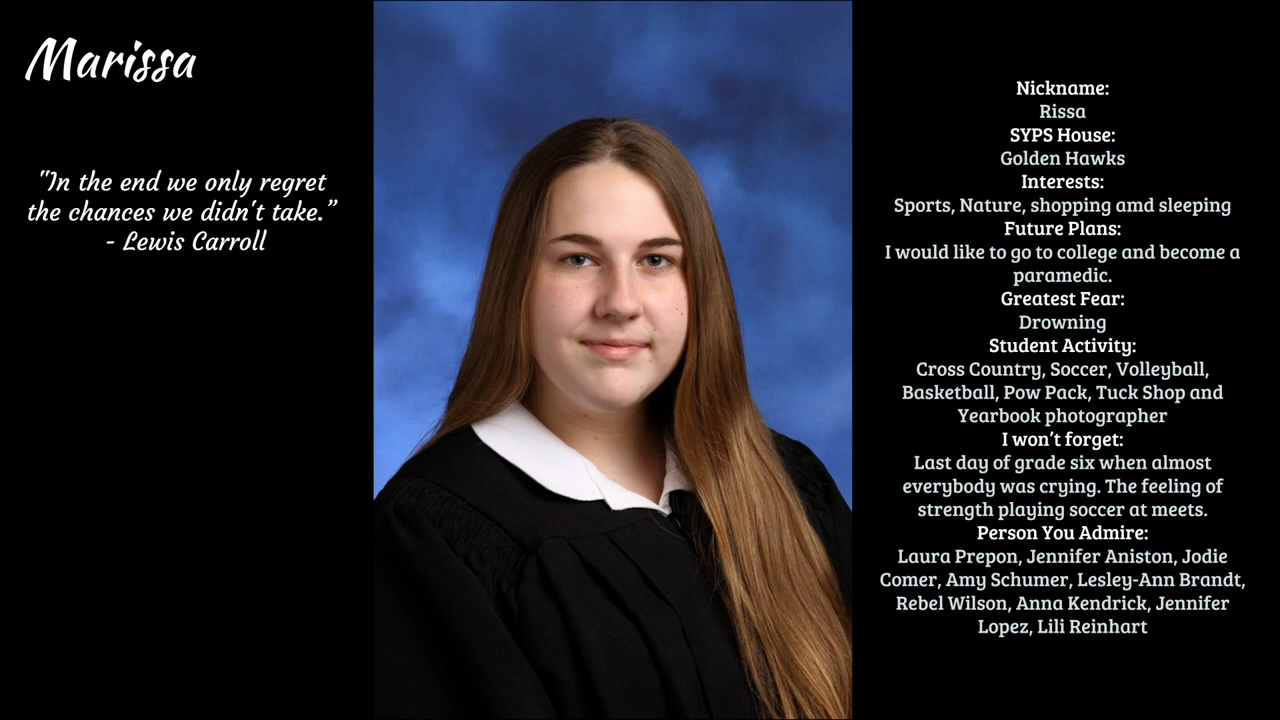 Marissa
"In the end we only regret
the chances we didn't take.”
- Lewis Carroll
Nickname:
Rissa
SYPS House:
Golden Hawks
Interests:
Sports, Nature, shopping amd sleeping
Future Plans:
I would like to go to college and become a
paramedic.
Greatest Fear:
Drowning
Student Activity:
Cross Country, Soccer, Volleyball,
Basketball, Pow Pack, Tuck Shop and
Yearbook photographer
I won’t forget:
Last day of grade six when almost
everybody was crying. The feeling of
strength playing soccer at meets.
Person You Admire:
Laura Prepon, Jennifer Aniston, Jodie
Comer, Amy Schumer, Lesley-Ann Brandt,
Rebel Wilson, Anna Kendrick, Jennifer
Lopez, Lili Reinhart